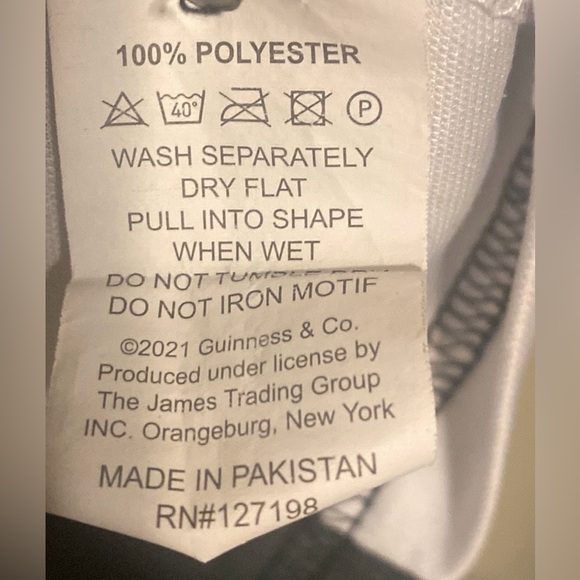 100% POLYESTER
40° P
WASH SEPARATELY
DRY FLAT
PULL INTO SHAPE
WHEN WET
DO NOT TUMBLE DRY
DO NOT IRON MOTIF
©2021 Guinness & Co.
Produced under license by
The James Trading Group
INC. Orangeburg, New York
MADE IN PAKISTAN
RN#127198